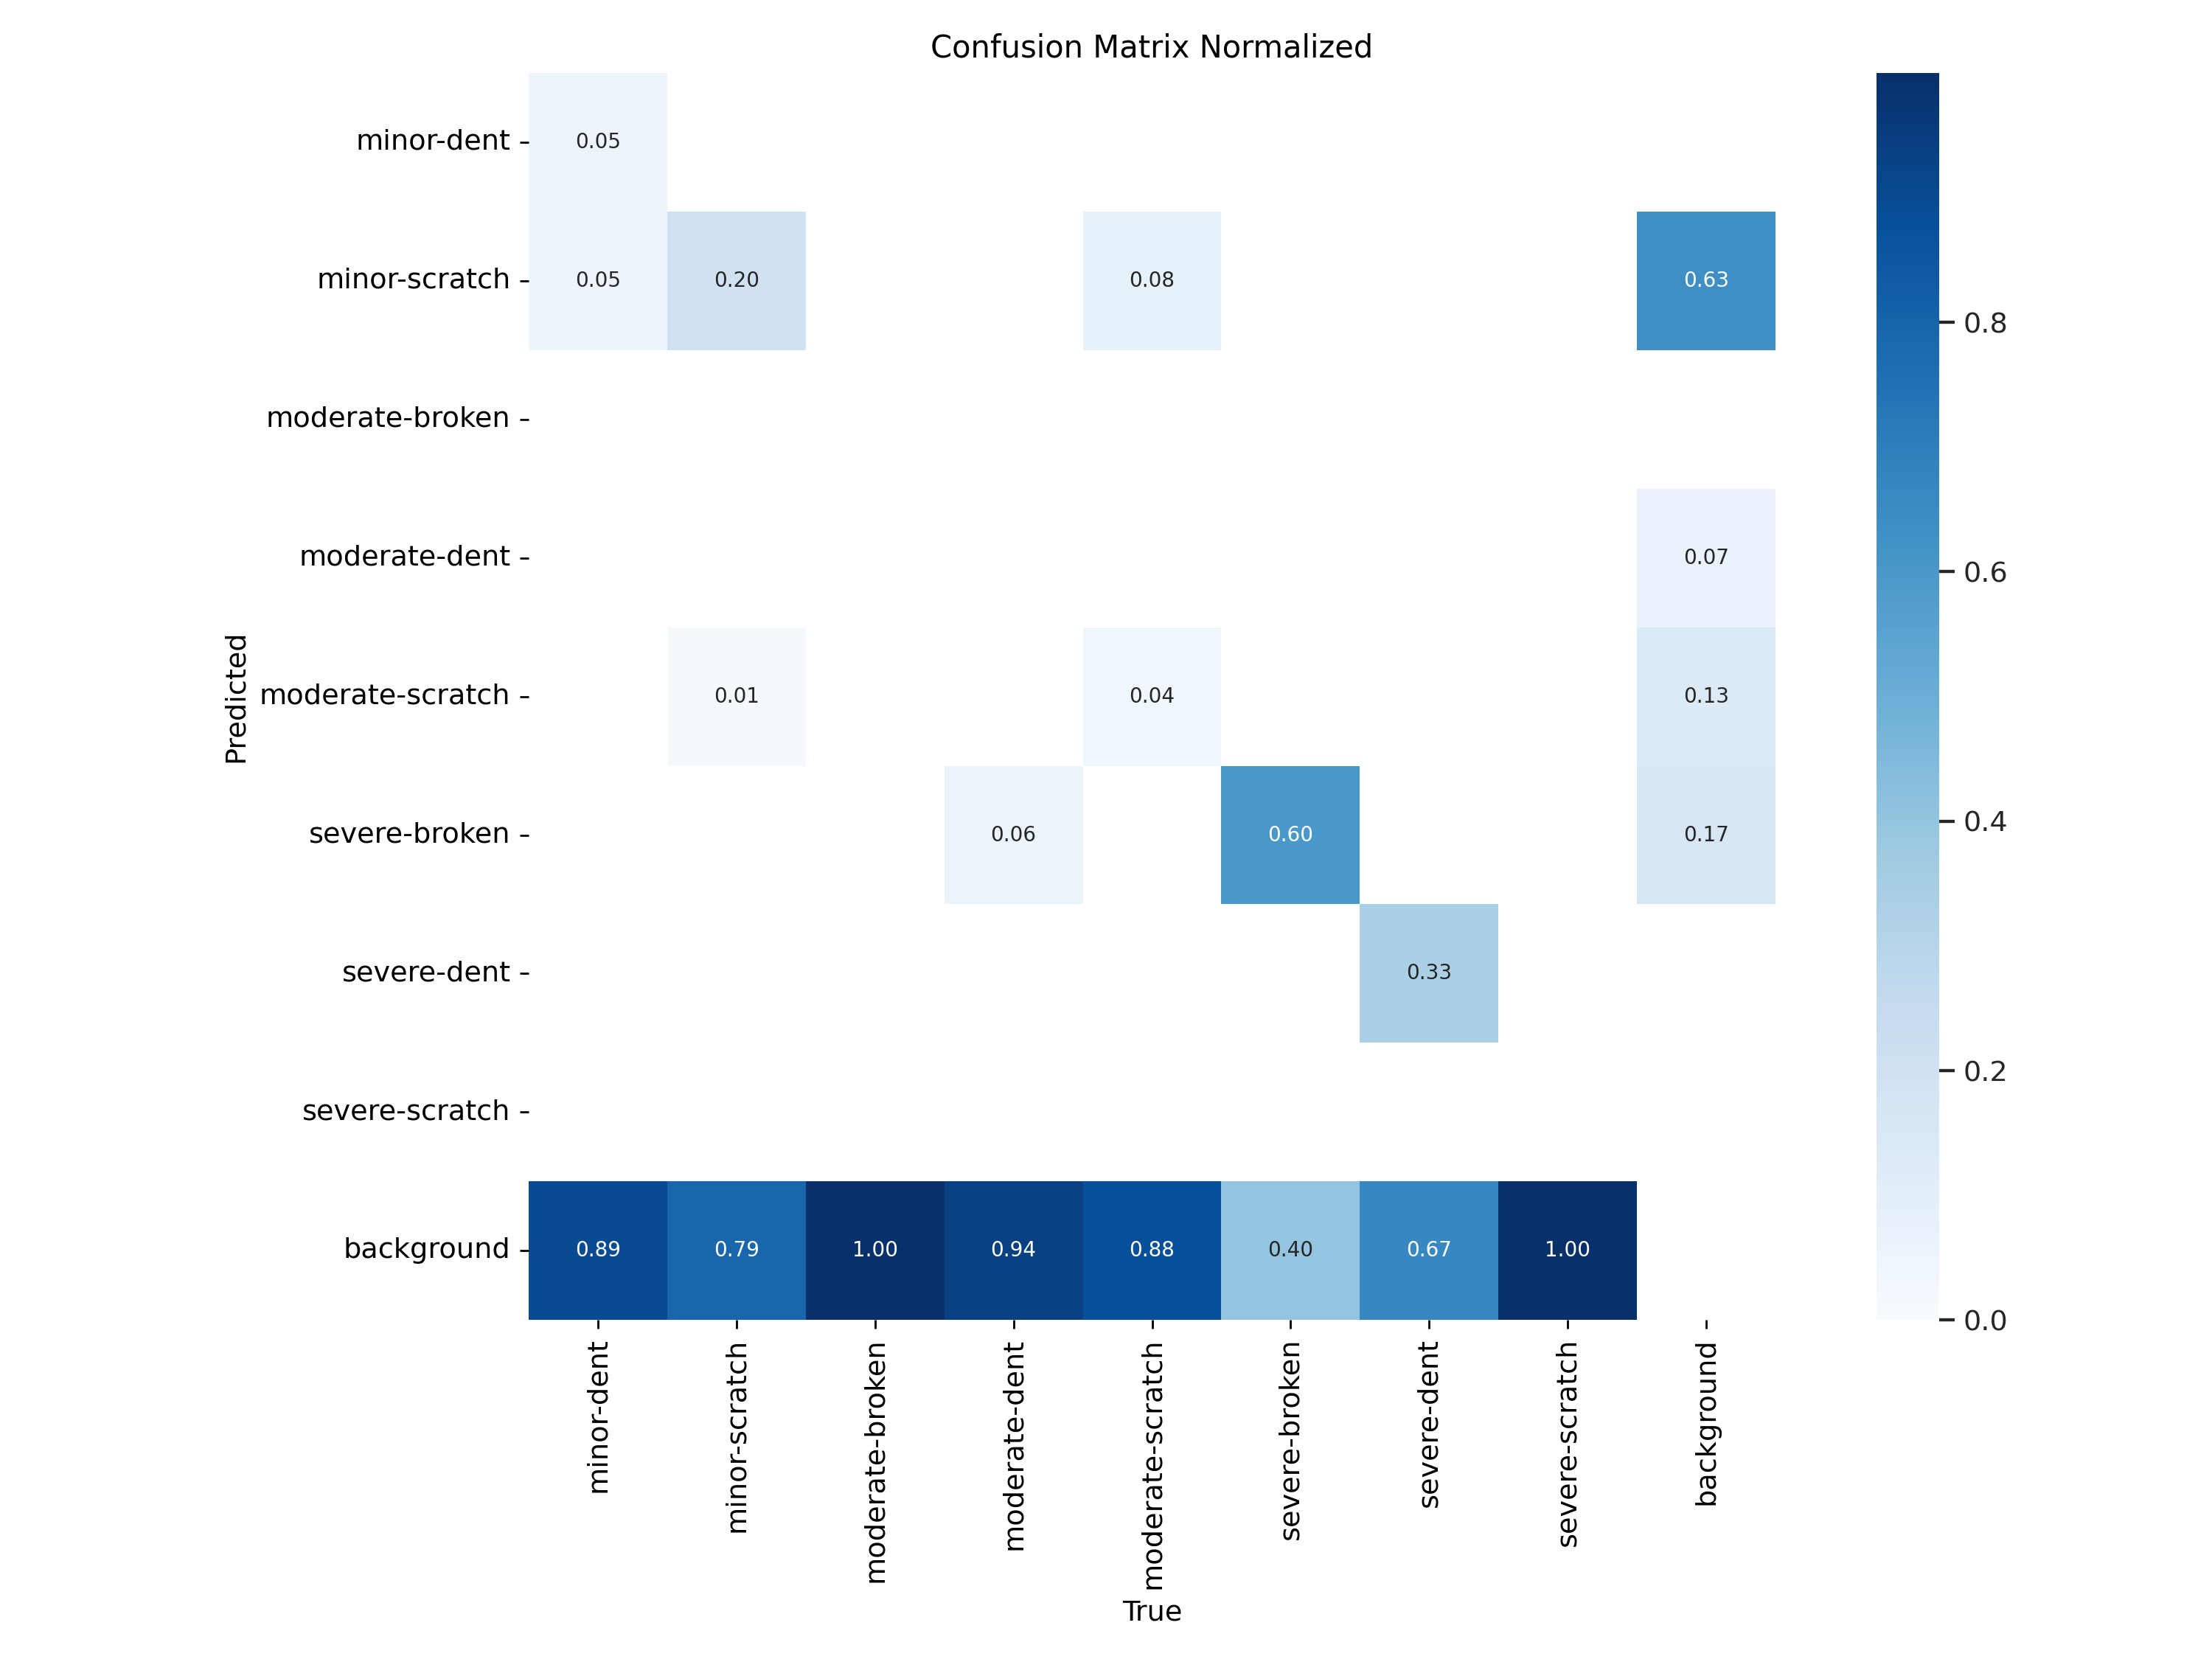 Confusion Matrix Normalized
minor-dent 0.05
minor-scratch 0.05 0.20 0.08 0.63
0.8
moderate-broken
moderate-dent 0.07
0.6
Predicted
moderate-scratch 0.01 0.04 0.13
severe-broken 0.06 0.60 0.17
0.4
severe-dent 0.33
severe-scratch
0.2
background 0.89 0.79 1.00 0.94 0.88 0.40 0.67 1.00
0.0
minor-dent
minor-scratch
moderate-broken
moderate-dent
moderate-scratch
severe-broken
severe-dent
severe-scratch
background
True